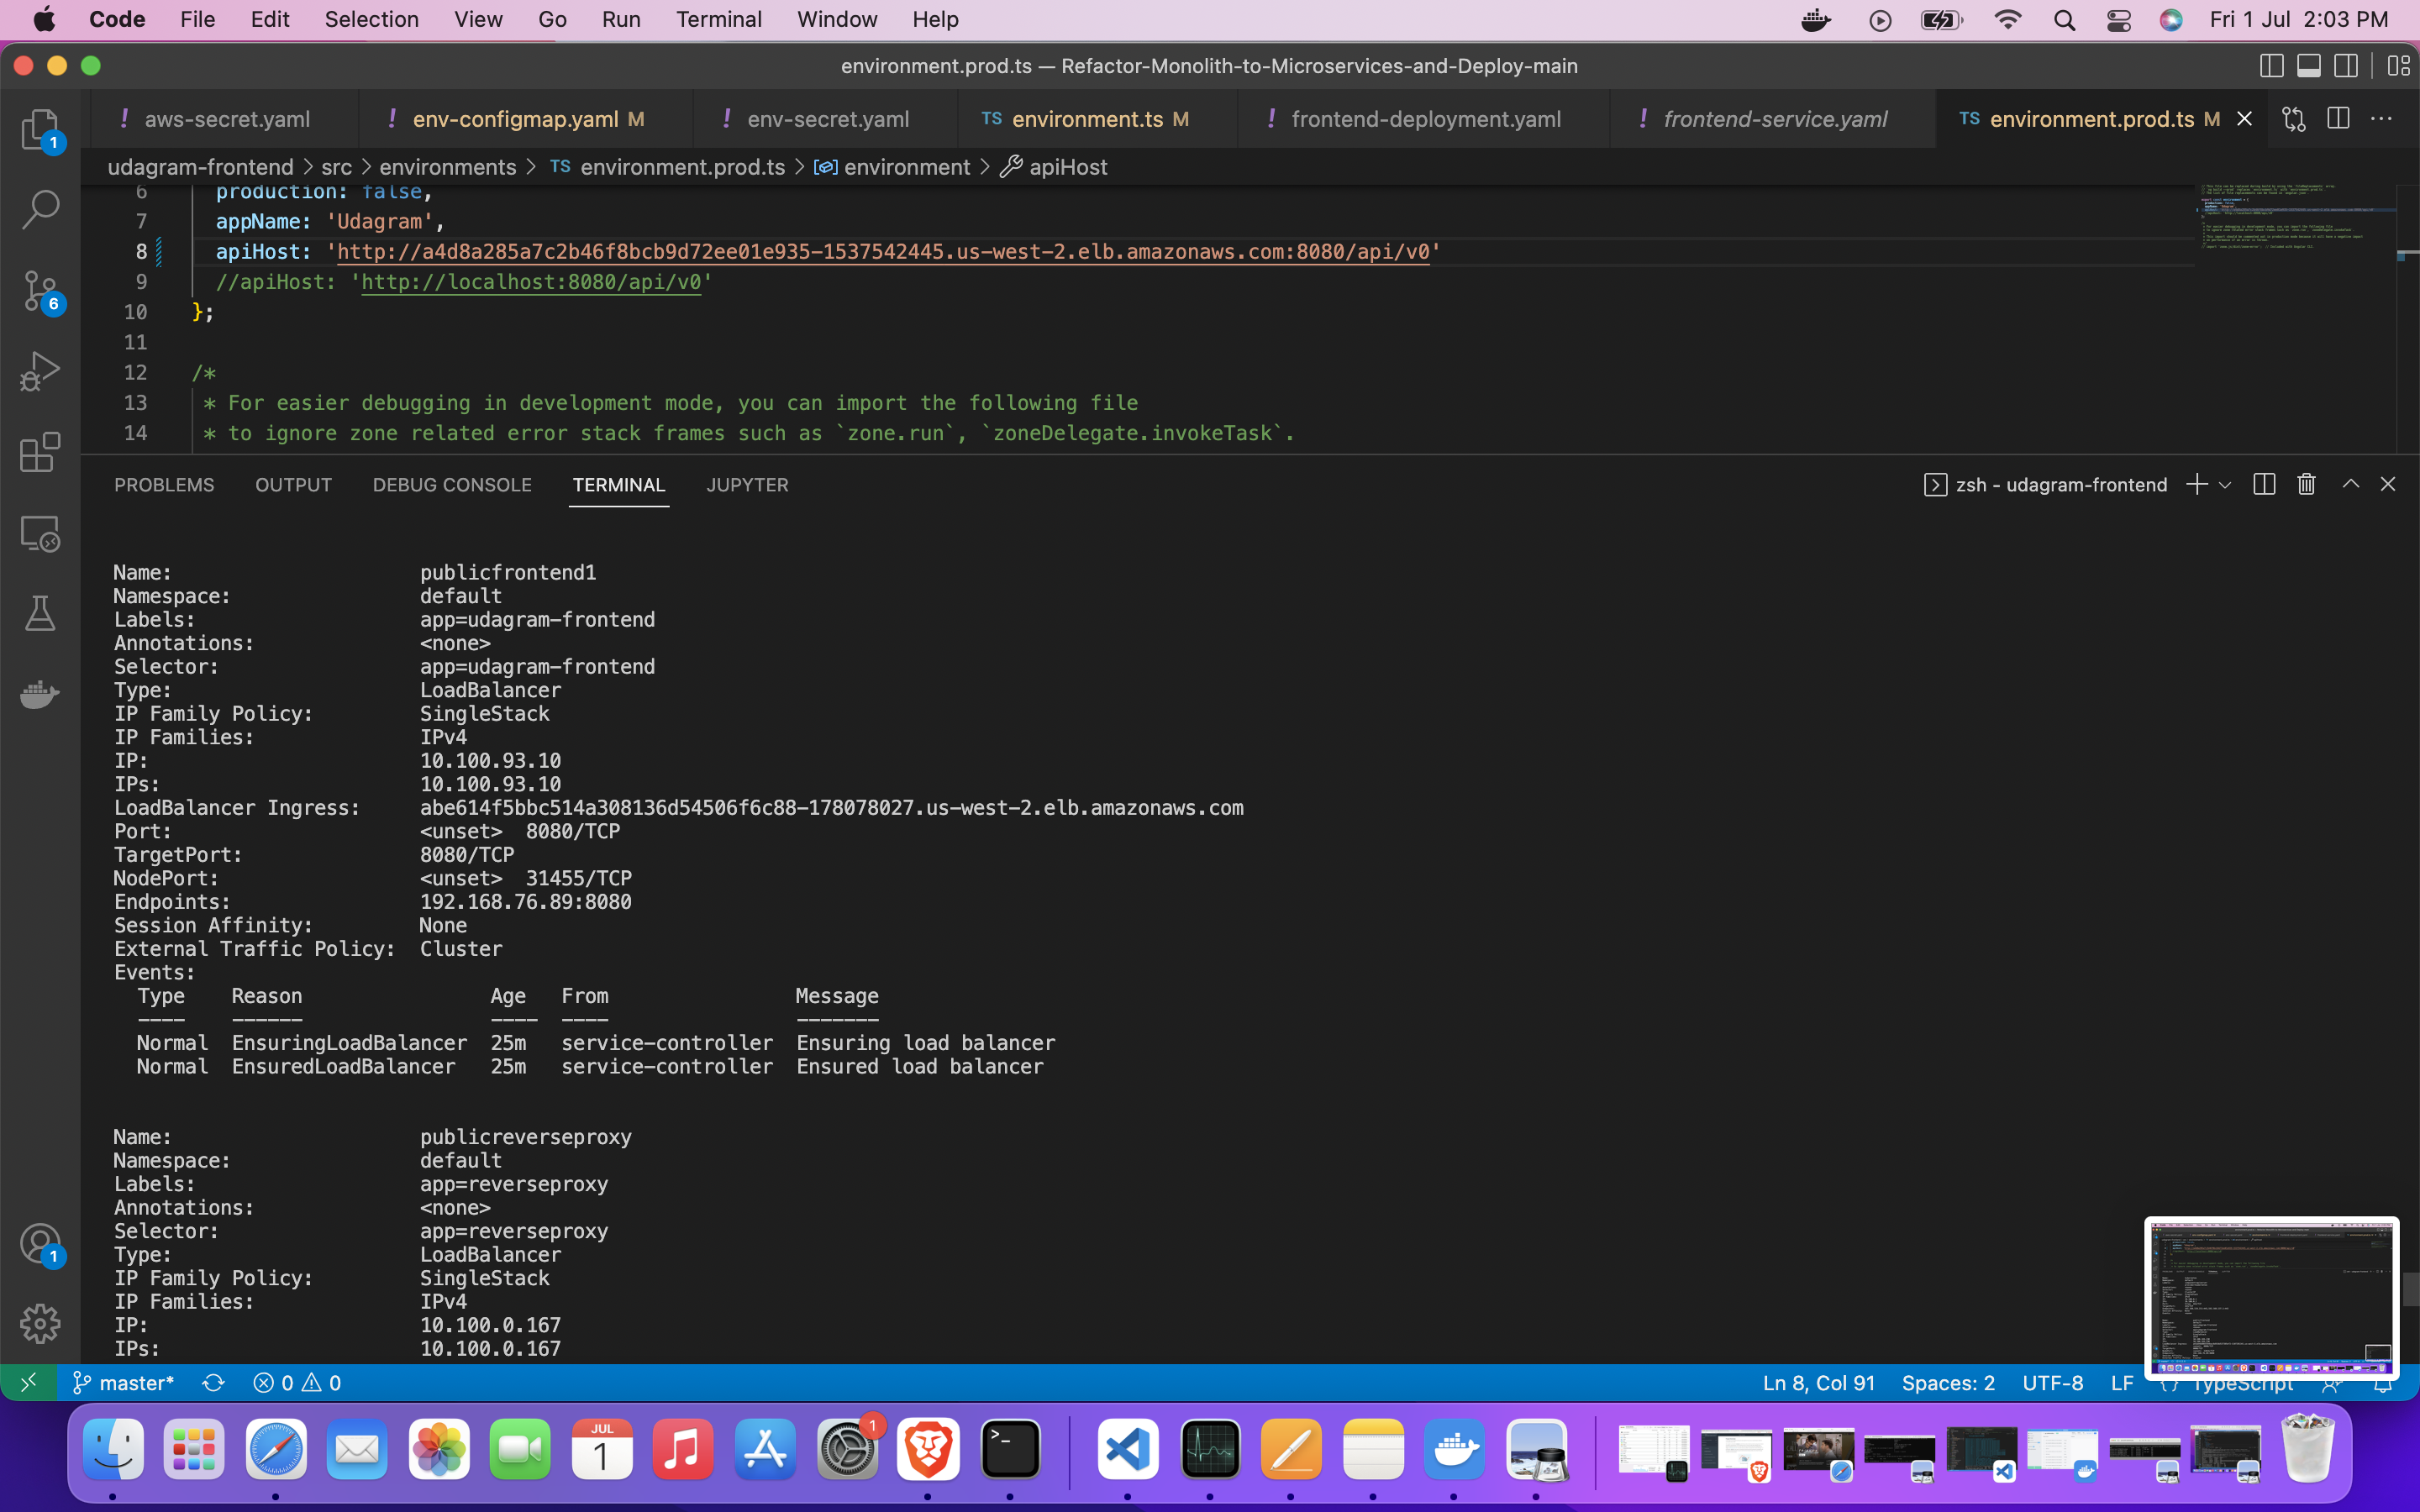 Code File Edit Selection View Go Run Terminal Window Help Fri 1 Jul 2:03 PM
environment.prod.ts — Refactor-Monolith-to-Microservices-and-Deploy-main
! aws-secret.yaml ! env-configmap.yaml M ! env-secret.yaml TS environment.ts M ! frontend-deployment.yaml ! frontend-service.yaml TS environment.prod.ts M
udagram-frontend > src > environments > TS environment.prod.ts > environment > apiHost
6 production: false,
7 appName: 'Udagram',
8 apiHost: 'http://a4d8a285a7c2b46f8bcb9d72ee01e935-1537542445.us-west-2.elb.amazonaws.com:8080/api/v0'
9 //apiHost: 'http://localhost:8080/api/v0'
10 };
11
12 /*
13 * For easier debugging in development mode, you can import the following file
14 * to ignore zone related error stack frames such as `zone.run`, `zoneDelegate.invokeTask`.
1
6
PROBLEMS OUTPUT DEBUG CONSOLE TERMINAL JUPYTER zsh - udagram-frontend
Name: publicfrontend1
Namespace: default
Labels: app=udagram-frontend
Annotations: <none>
Selector: app=udagram-frontend
Type: LoadBalancer
IP Family Policy: SingleStack
IP Families: IPv4
IP: 10.100.93.10
IPs: 10.100.93.10
LoadBalancer Ingress: abe614f5bbc514a308136d54506f6c88-178078027.us-west-2.elb.amazonaws.com
Port: <unset> 8080/TCP
TargetPort: 8080/TCP
NodePort: <unset> 31455/TCP
Endpoints: 192.168.76.89:8080
Session Affinity: None
External Traffic Policy: Cluster
Events:
Type Reason Age From Message
---- ------ ---- ---- -------
Normal EnsuringLoadBalancer 25m service-controller Ensuring load balancer
Normal EnsuredLoadBalancer 25m service-controller Ensured load balancer
Name: publicreverseproxy
Namespace: default
Labels: app=reverseproxy
Annotations: <none>
Selector: app=reverseproxy
Type: LoadBalancer
IP Family Policy: SingleStack
IP Families: IPv4
IP: 10.100.0.167
IPs: 10.100.0.167
1
master* 0 0 Ln 8, Col 91 Spaces: 2 UTF-8 LF {} TypeScript
JUL
1
1